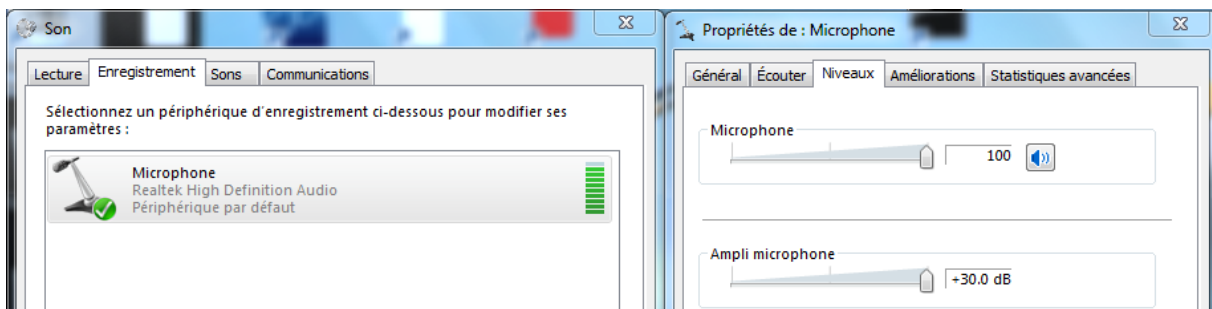 Son
Lecture Enregistrement Sons Communications
Sélectionnez un périphérique d'enregistrement ci-dessous pour modifier ses
paramètres :
Microphone
Realtek High Definition Audio
Périphérique par défaut
Propriétés de : Microphone
Général Écouter Niveaux Améliorations Statistiques avancées
Microphone
100
Ampli microphone
+30.0 dB